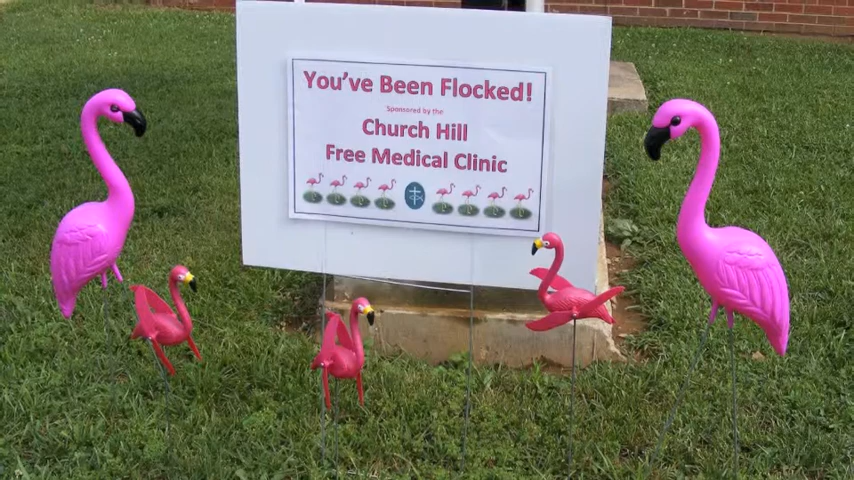 You've Been Flocked!
Sponsored by the
Church Hill
Free Medical Clinic